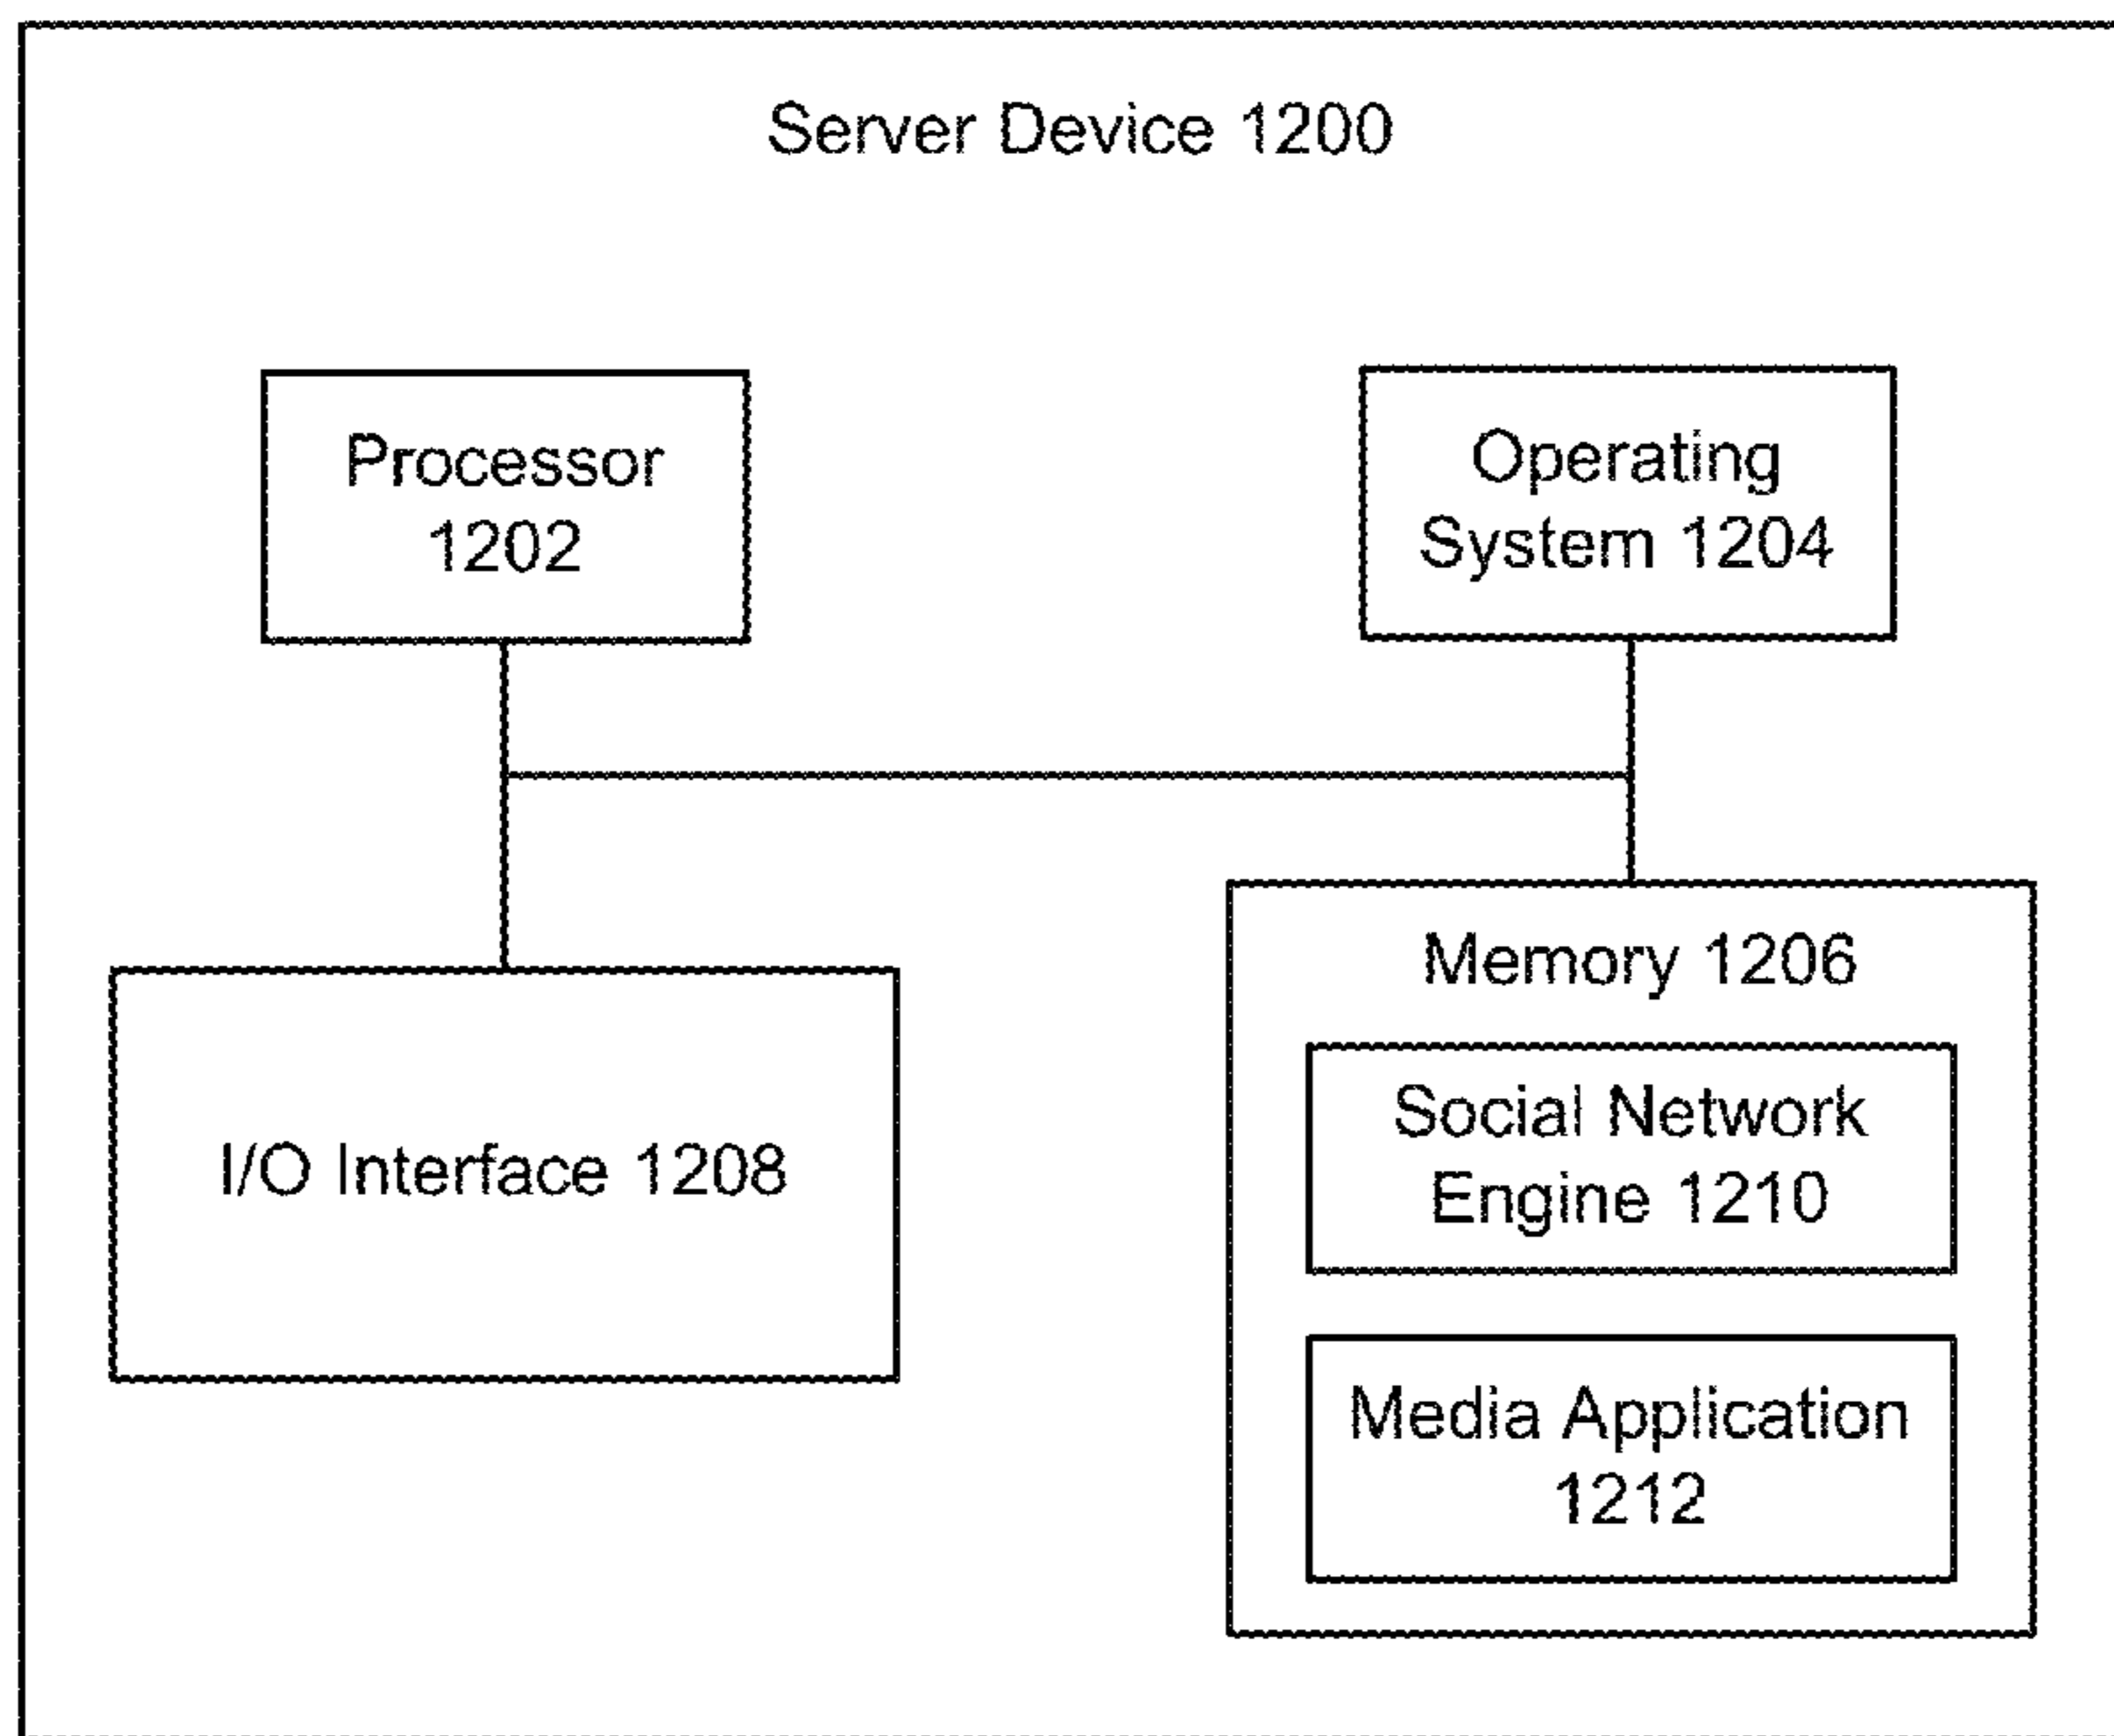 Server Device 1200
Processor
1202
Operating
System 1204
I/O Interface 1208
Memory 1206
Social Network
Engine 1210
Media Application
1212